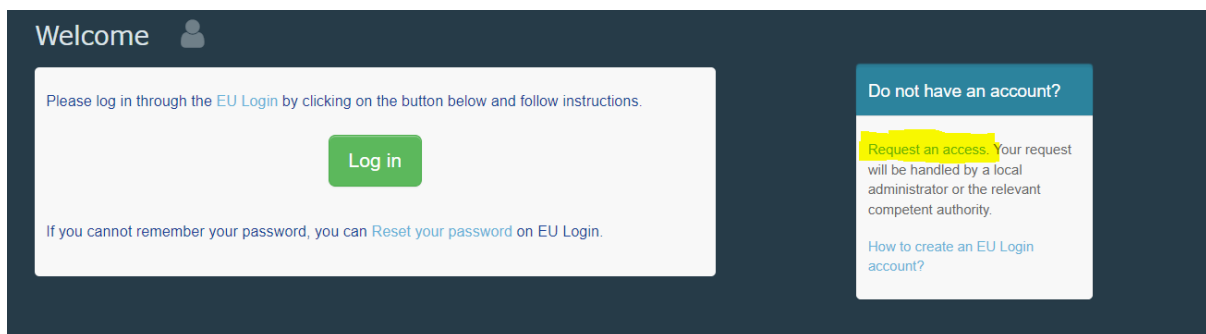 Welcome
Please log in through the EU Login by clicking on the button below and follow instructions.
Log in
If you cannot remember your password, you can Reset your password on EU Login.
Do not have an account?
Request an access. Your request
will be handled by a local
administrator or the relevant
competent authority.
How to create an EU Login
account?